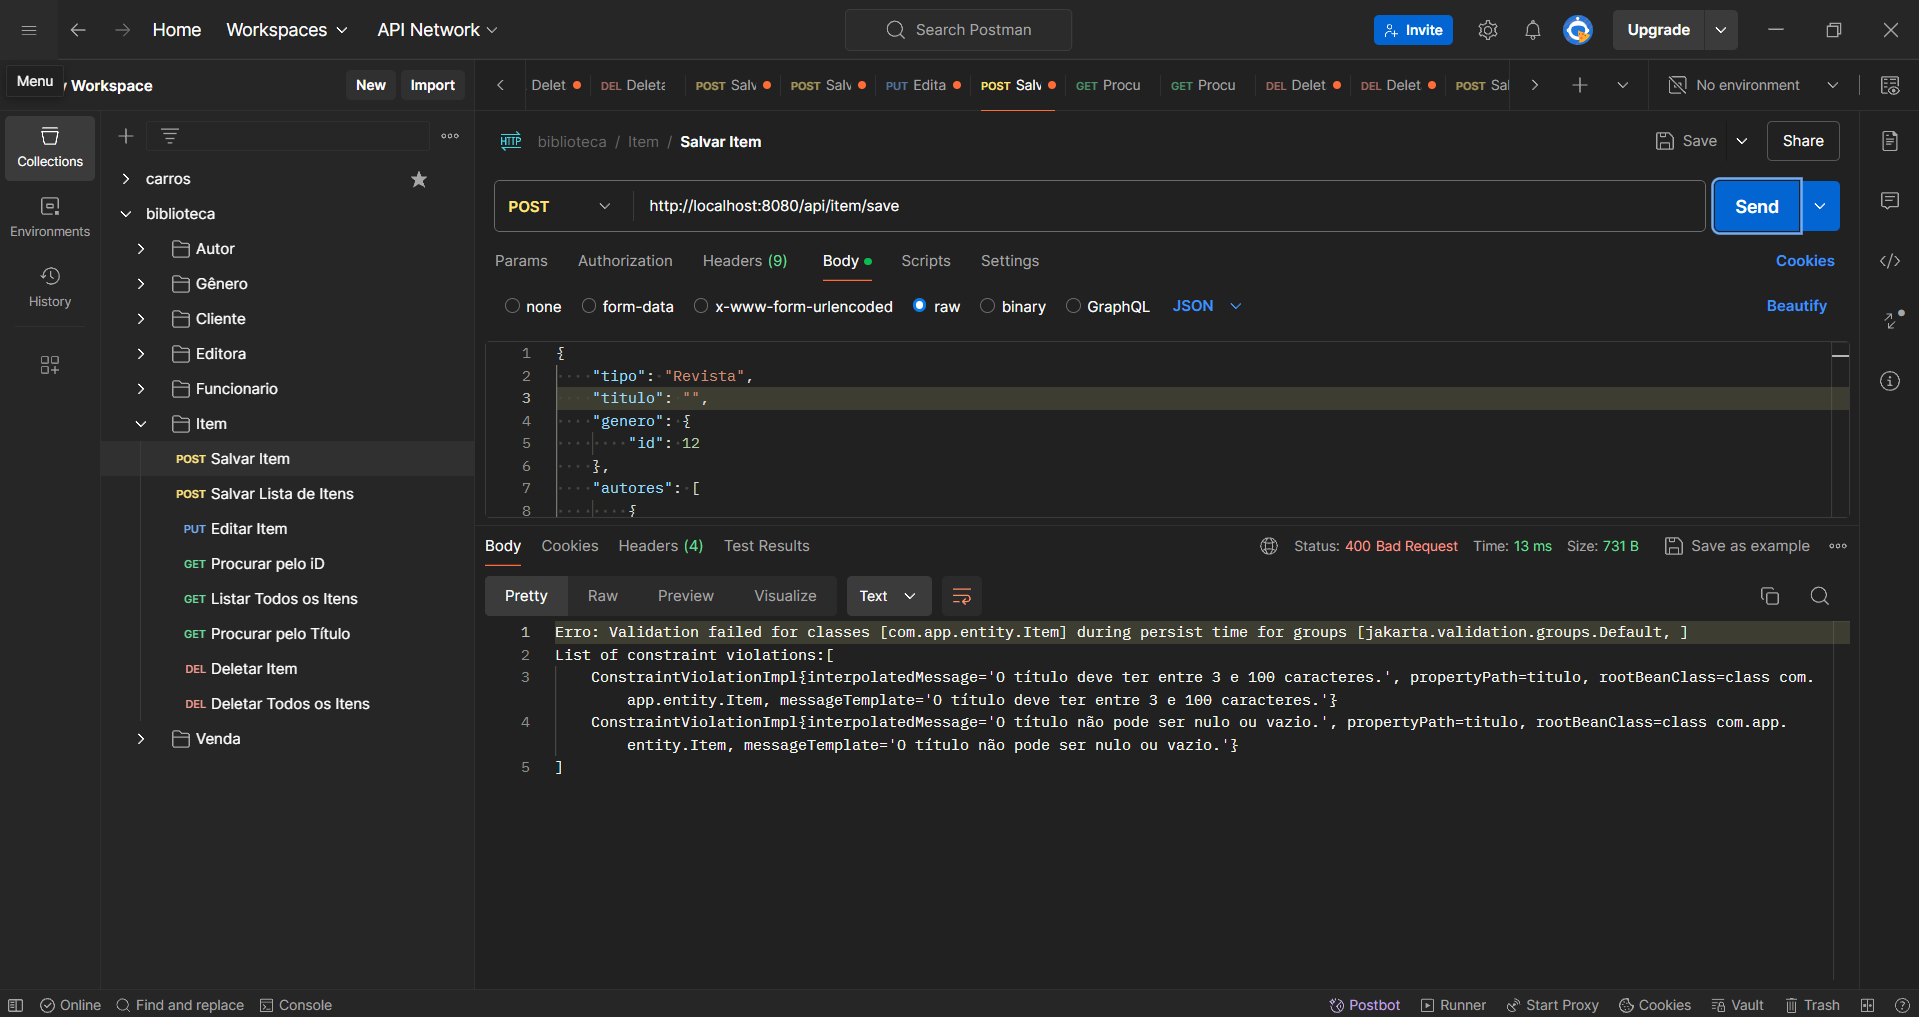 Home
Workspaces
API Network
Search Postman
Invite
Upgrade
Menu
y Workspace
New
Import
Delet
DEL Delet
POST Salv
POST Salv
PUT Edita
POST Salv
GET Procu
GET Procu
DEL Delet
DEL Delet
POST Sal
No environment
Collections
Environments
History
carros
biblioteca
Autor
Gênero
Cliente
Editora
Funcionario
Item
POST Salvar Item
POST Salvar Lista de Itens
PUT Editar Item
GET Procurar pelo iD
GET Listar Todos os Itens
GET Procurar pelo Título
DEL Deletar Item
DEL Deletar Todos os Itens
Venda
HTTP biblioteca / Item / Salvar Item
Save
Share
POST
http://localhost:8080/api/item/save
Send
Params Authorization Headers (9) Body Scripts Settings
Cookies
none form-data x-www-form-urlencoded raw binary GraphQL JSON
Beautify
1 {
2 "tipo": "Revista",
3 "titulo": "",
4 "genero": {
5 "id": 12
6 },
7 "autores": [
8 {
Body Cookies Headers (4) Test Results
Status: 400 Bad Request Time: 13 ms Size: 731 B
Save as example
Pretty Raw Preview Visualize Text
1 Erro: Validation failed for classes [com.app.entity.Item] during persist time for groups [jakarta.validation.groups.Default, ]
2 List of constraint violations:[
3 ConstraintViolationImpl{interpolatedMessage='O título deve ter entre 3 e 100 caracteres.', propertyPath=titulo, rootBeanClass=class com.
app.entity.Item, messageTemplate='O título deve ter entre 3 e 100 caracteres.'}
4 ConstraintViolationImpl{interpolatedMessage='O título não pode ser nulo ou vazio.', propertyPath=titulo, rootBeanClass=class com.app.
entity.Item, messageTemplate='O título não pode ser nulo ou vazio.'}
5 ]
Online
Find and replace
Console
Postbot
Runner
Start Proxy
Cookies
Vault
Trash